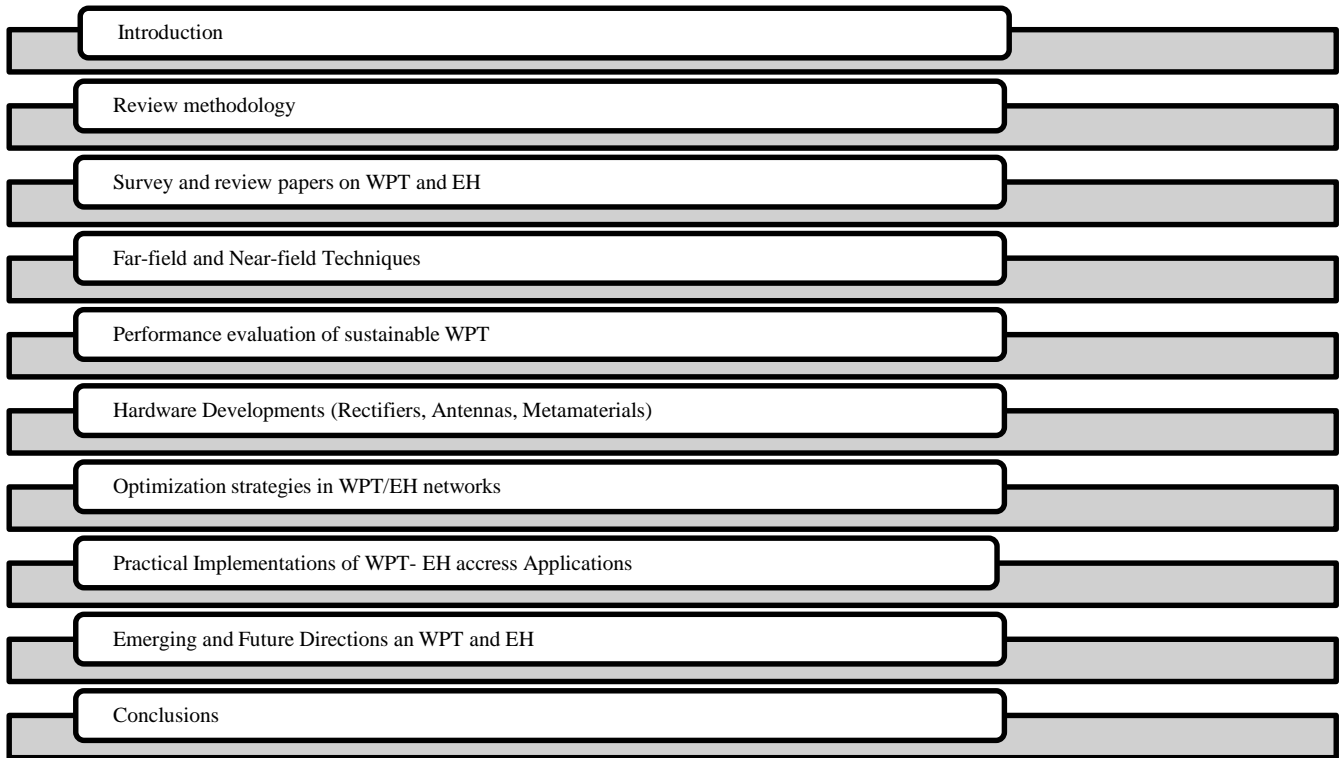 Introduction
Review methodology
Survey and review papers on WPT and EH
Far-field and Near-field Techniques
Performance evaluation of sustainable WPT
Hardware Developments (Rectifiers, Antennas, Metamaterials)
Optimization strategies in WPT/EH networks
Practical Implementations of WPT- EH accress Applications
Emerging and Future Directions an WPT and EH
Conclusions